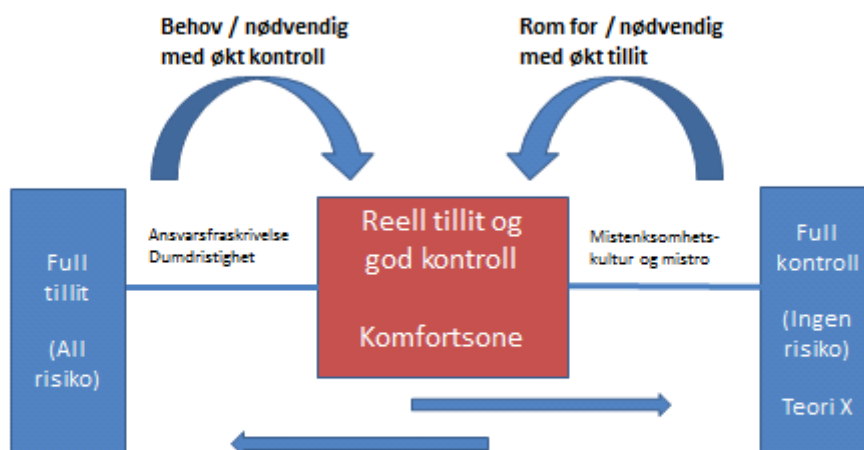 Behov / nødvendig
med økt kontroll
Rom for / nødvendig
med økt tillit
Full
tillit
(All
risiko)
Ansvarsfraskrivelse
Dumdristighet
Reell tillit og
god kontroll
Komfortsone
Mistenksomhets-
kultur og mistro
Full
kontroll
(Ingen
risiko)
Teori X